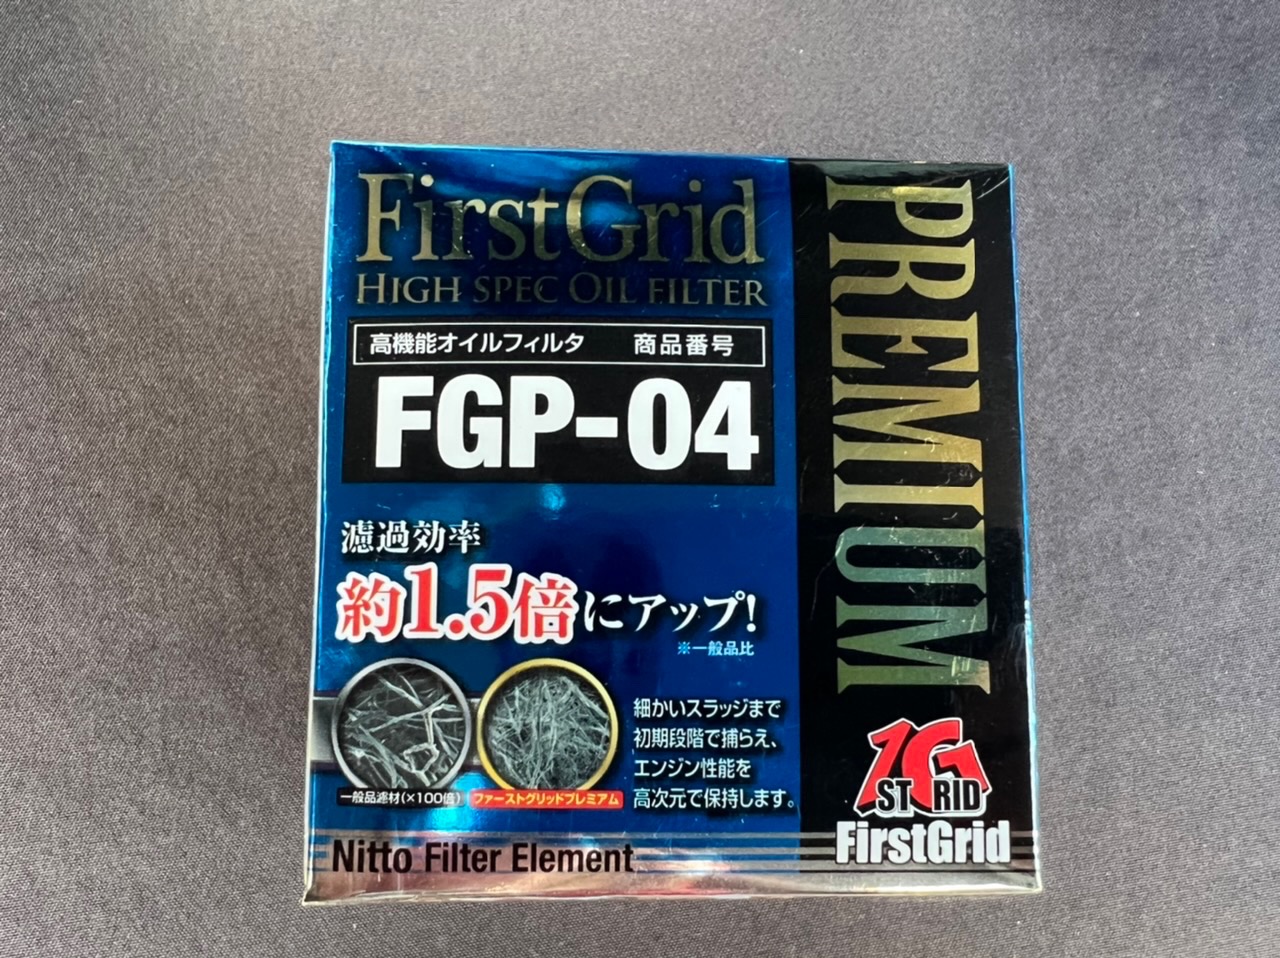 FirstGrid
HIGH SPEC OIL FILTER
高機能オイルフィルタ 商品番号
FGP-04
濾過効率
約1.5倍にアップ!
※一般品比
細かいスラッジまで
初期段階で捕らえ、
エンジン性能を
高次元で保持します。
一般品濾材(×100倍)
ファーストグリッドプレミアム
Nitto Filter Element
PREMIUM
1G
ST RID
FirstGrid